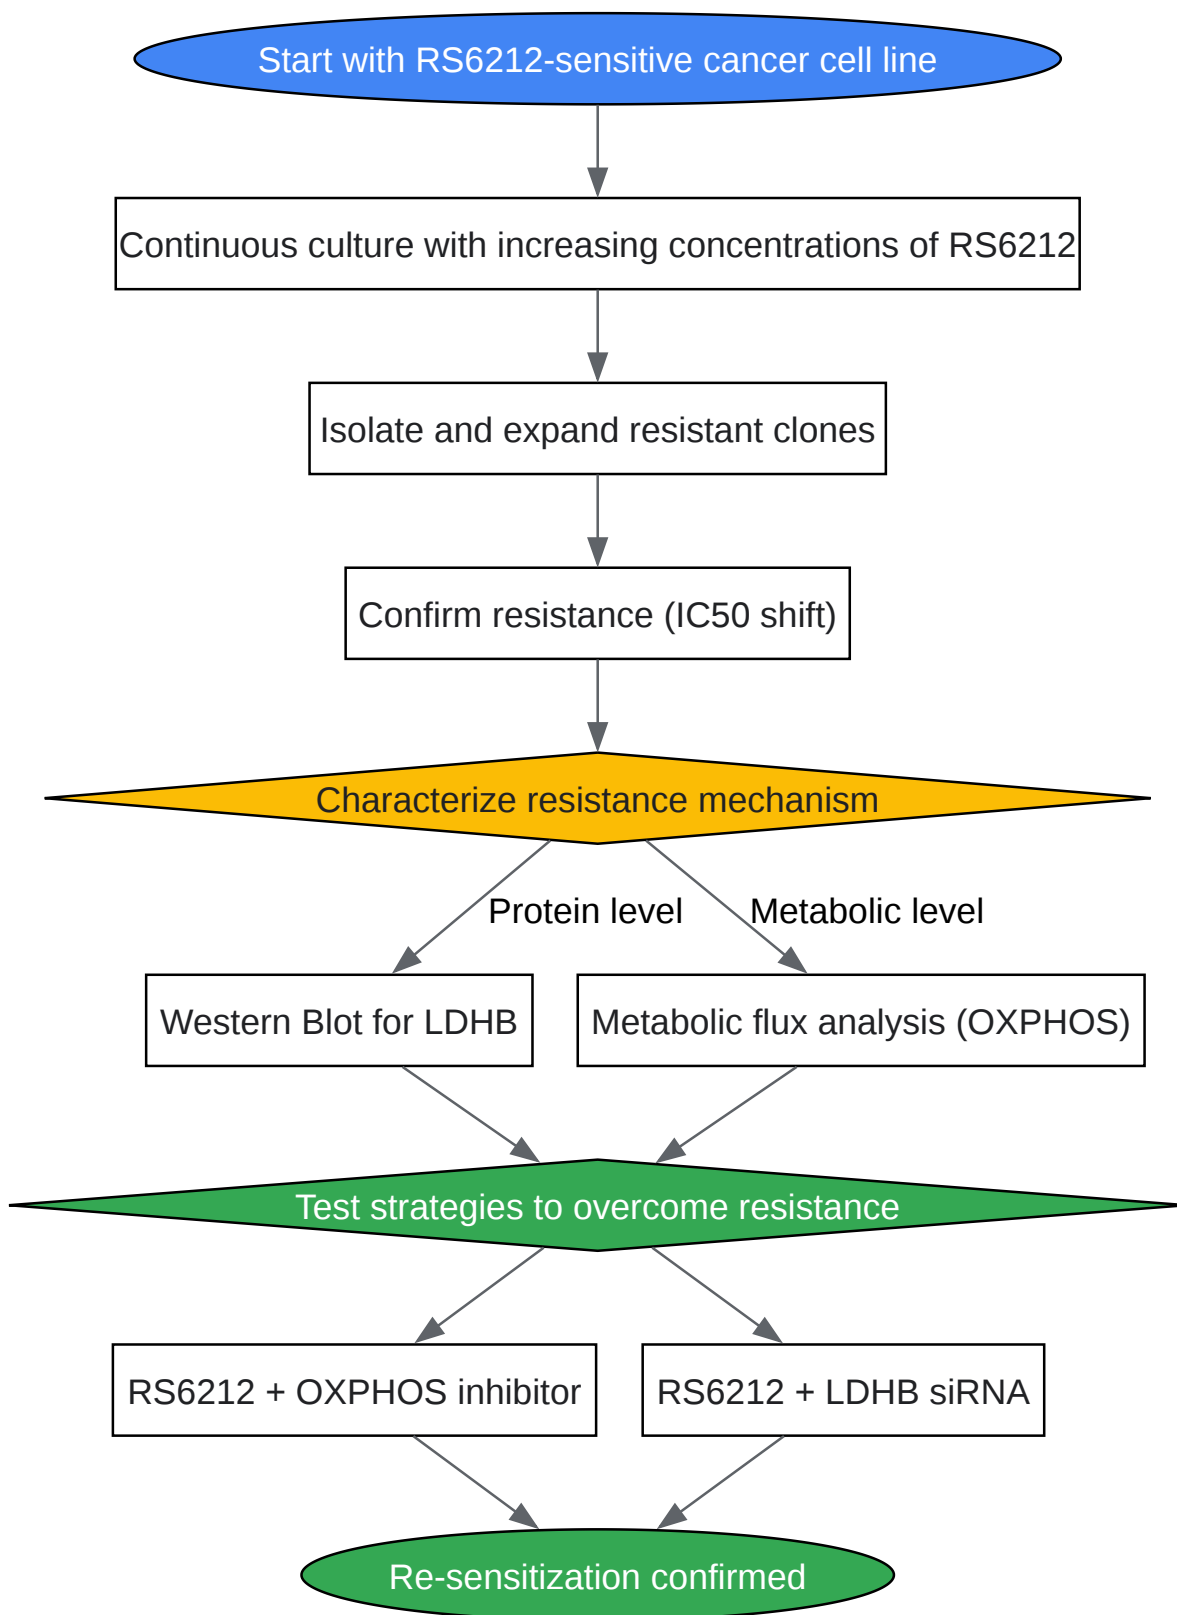 Start with RS6212-sensitive cancer cell line
Continuous culture with increasing concentrations of RS6212
Isolate and expand resistant clones
Confirm resistance (IC50 shift)
Characterize resistance mechanism
Protein level
Metabolic level
Western Blot for LDHB
Metabolic flux analysis (OXPHOS)
Test strategies to overcome resistance
RS6212 + OXPHOS inhibitor
RS6212 + LDHB siRNA
Re-sensitization confirmed